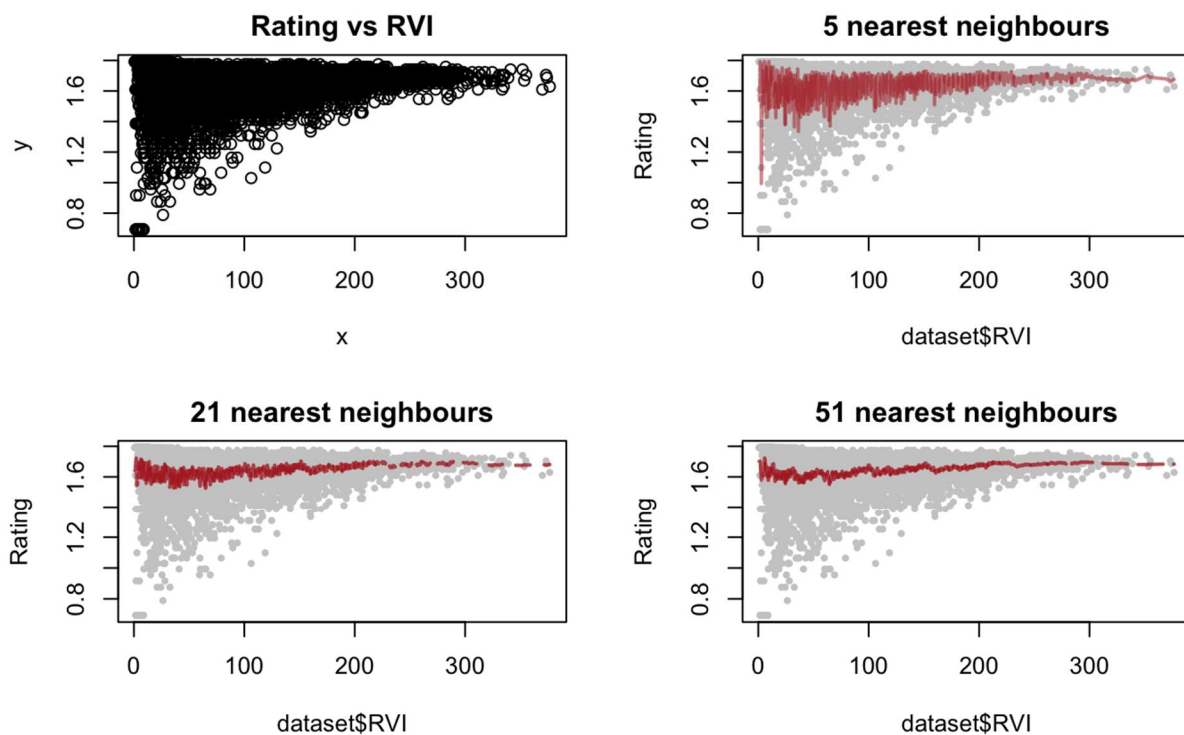 Rating vs RVI
y
1.6
1.2
0.8
0 100 200 300
x
5 nearest neighbours
Rating
1.6
1.2
0.8
0 100 200 300
dataset$RVI
21 nearest neighbours
Rating
1.6
1.2
0.8
0 100 200 300
dataset$RVI
51 nearest neighbours
Rating
1.6
1.2
0.8
0 100 200 300
dataset$RVI